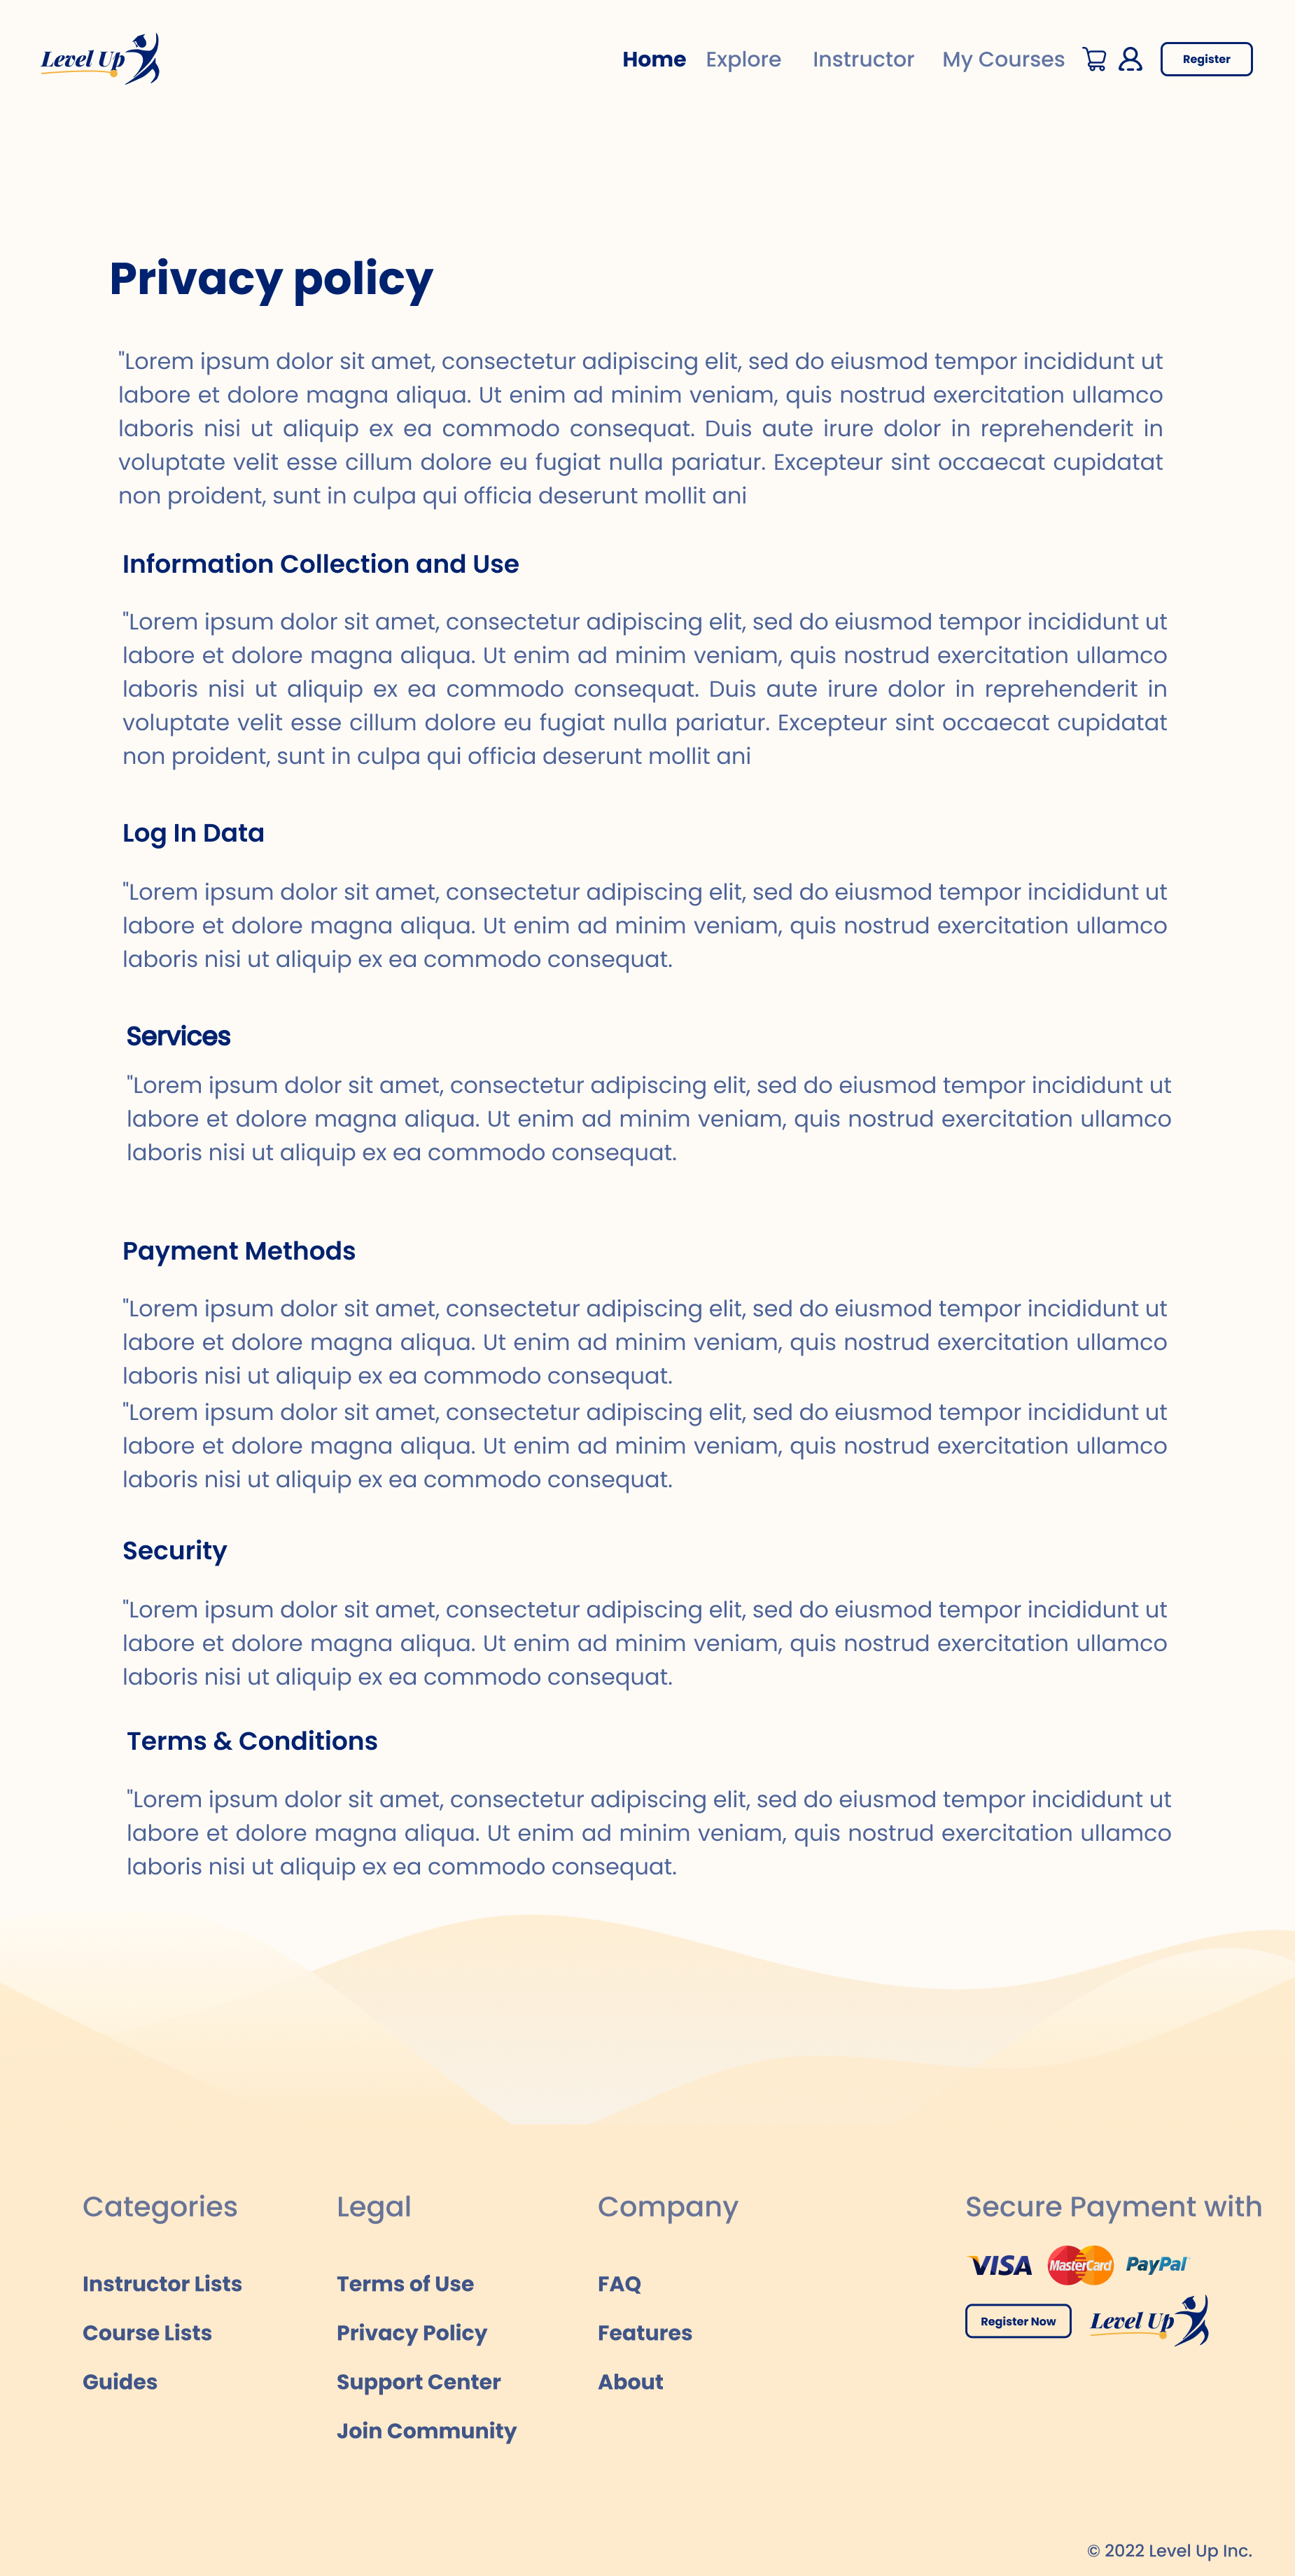 Level Up
Home Explore Instructor My Courses Register
Privacy policy
"Lorem ipsum dolor sit amet, consectetur adipiscing elit, sed do eiusmod tempor incididunt ut
labore et dolore magna aliqua. Ut enim ad minim veniam, quis nostrud exercitation ullamco
laboris nisi ut aliquip ex ea commodo consequat. Duis aute irure dolor in reprehenderit in
voluptate velit esse cillum dolore eu fugiat nulla pariatur. Excepteur sint occaecat cupidatat
non proident, sunt in culpa qui officia deserunt mollit ani
Information Collection and Use
"Lorem ipsum dolor sit amet, consectetur adipiscing elit, sed do eiusmod tempor incididunt ut
labore et dolore magna aliqua. Ut enim ad minim veniam, quis nostrud exercitation ullamco
laboris nisi ut aliquip ex ea commodo consequat. Duis aute irure dolor in reprehenderit in
voluptate velit esse cillum dolore eu fugiat nulla pariatur. Excepteur sint occaecat cupidatat
non proident, sunt in culpa qui officia deserunt mollit ani
Log In Data
"Lorem ipsum dolor sit amet, consectetur adipiscing elit, sed do eiusmod tempor incididunt ut
labore et dolore magna aliqua. Ut enim ad minim veniam, quis nostrud exercitation ullamco
laboris nisi ut aliquip ex ea commodo consequat.
Services
"Lorem ipsum dolor sit amet, consectetur adipiscing elit, sed do eiusmod tempor incididunt ut
labore et dolore magna aliqua. Ut enim ad minim veniam, quis nostrud exercitation ullamco
laboris nisi ut aliquip ex ea commodo consequat.
Payment Methods
"Lorem ipsum dolor sit amet, consectetur adipiscing elit, sed do eiusmod tempor incididunt ut
labore et dolore magna aliqua. Ut enim ad minim veniam, quis nostrud exercitation ullamco
laboris nisi ut aliquip ex ea commodo consequat.
"Lorem ipsum dolor sit amet, consectetur adipiscing elit, sed do eiusmod tempor incididunt ut
labore et dolore magna aliqua. Ut enim ad minim veniam, quis nostrud exercitation ullamco
laboris nisi ut aliquip ex ea commodo consequat.
Security
"Lorem ipsum dolor sit amet, consectetur adipiscing elit, sed do eiusmod tempor incididunt ut
labore et dolore magna aliqua. Ut enim ad minim veniam, quis nostrud exercitation ullamco
laboris nisi ut aliquip ex ea commodo consequat.
Terms & Conditions
"Lorem ipsum dolor sit amet, consectetur adipiscing elit, sed do eiusmod tempor incididunt ut
labore et dolore magna aliqua. Ut enim ad minim veniam, quis nostrud exercitation ullamco
laboris nisi ut aliquip ex ea commodo consequat.
Categories
Instructor Lists
Course Lists
Guides
Legal
Terms of Use
Privacy Policy
Support Center
Join Community
Company
FAQ
Features
About
Secure Payment with
VISA MasterCard PayPal
Register Now Level Up
© 2022 Level Up Inc.